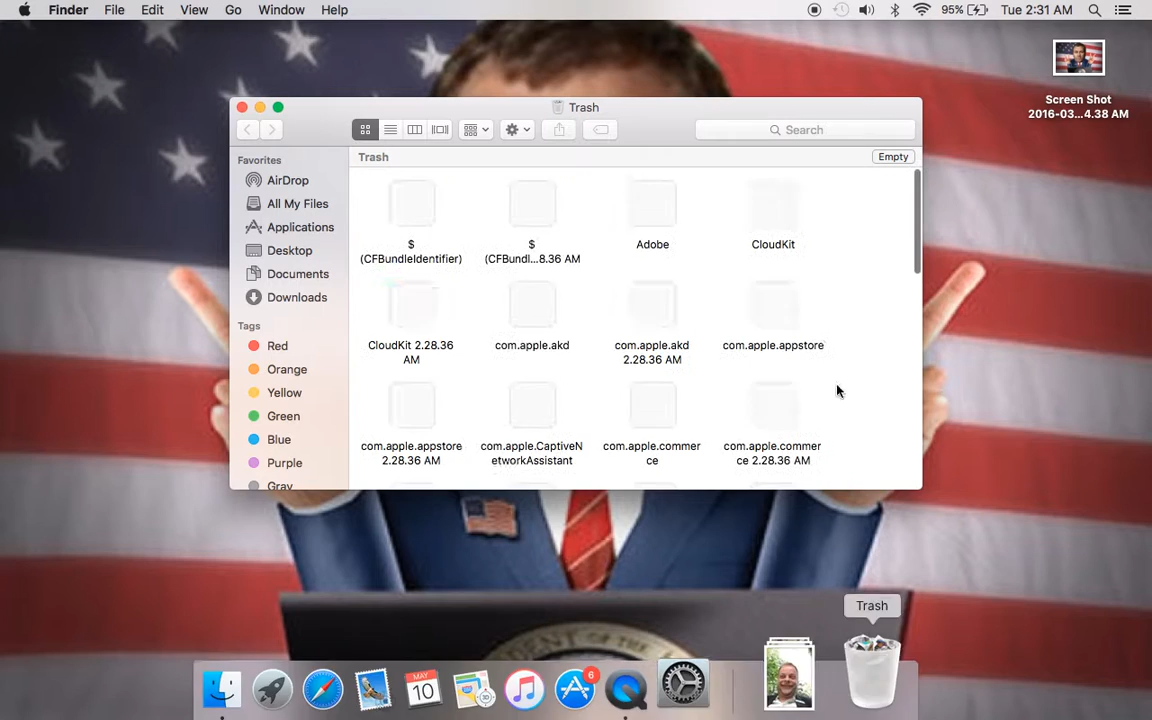 Finder File Edit View Go Window Help 95% Tue 2:31 AM
Screen Shot
2016-03...4.38 AM
Trash
Search
Favorites
AirDrop
All My Files
Applications
Desktop
Documents
Downloads
Tags
Red
Orange
Yellow
Green
Blue
Purple
Gray
Trash Empty
$ $ Adobe CloudKit
(CFBundleIdentifier) (CFBundl...8.36 AM
CloudKit 2.28.36 com.apple.akd com.apple.akd com.apple.appstore
AM 2.28.36 AM
com.apple.appstore com.apple.CaptiveN com.apple.commer com.apple.commer
2.28.36 AM etworkAssistant ce ce 2.28.36 AM
Trash
MAY
10
3D
6